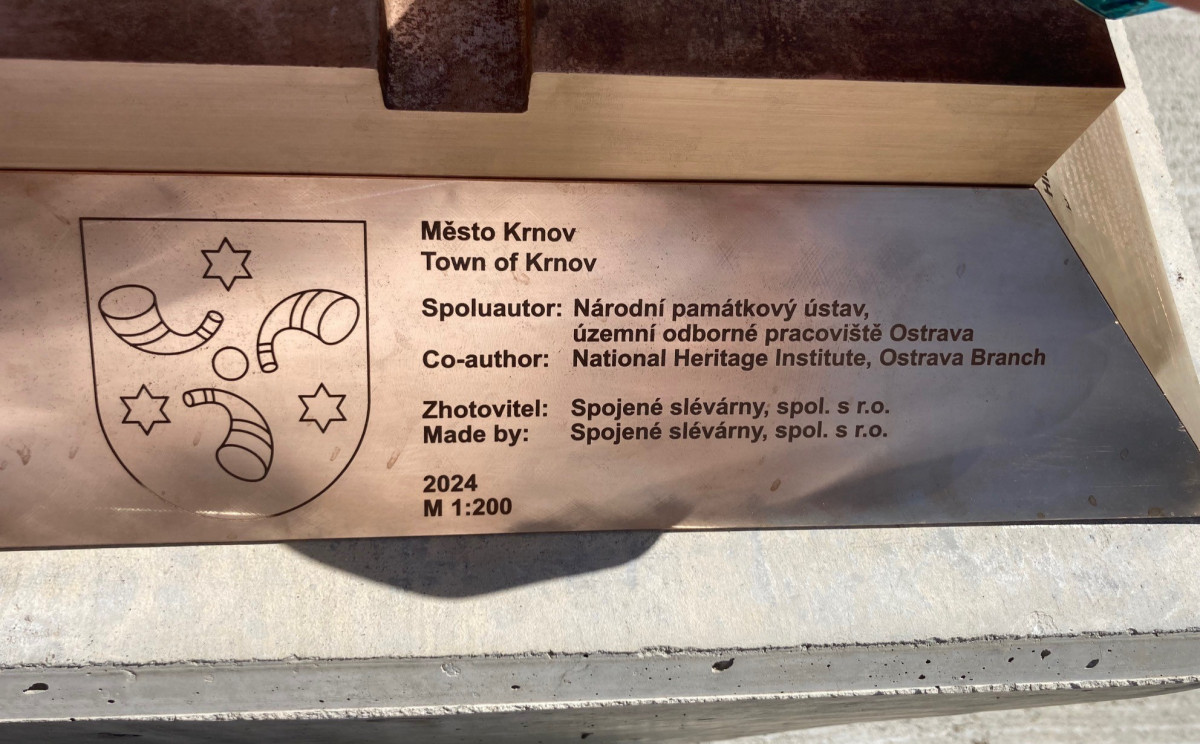 Město Krnov
Town of Krnov
Spoluautor: Národní památkový ústav,
územní odborné pracoviště Ostrava
Co-author: National Heritage Institute, Ostrava Branch
Zhotovitel: Spojené slévárny, spol. s r.o.
Made by: Spojené slévárny, spol. s r.o.
2024
M 1:200